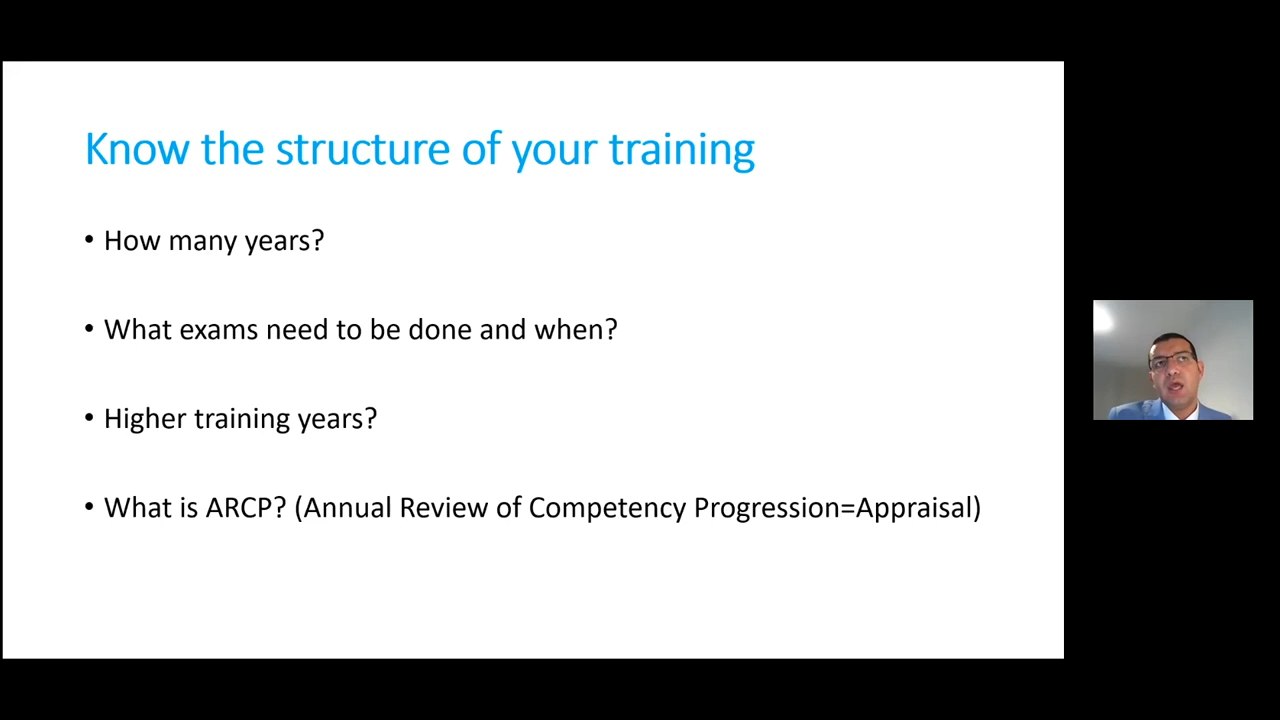 Know the structure of your training
• How many years?
• What exams need to be done and when?
• Higher training years?
• What is ARCP? (Annual Review of Competency Progression=Appraisal)